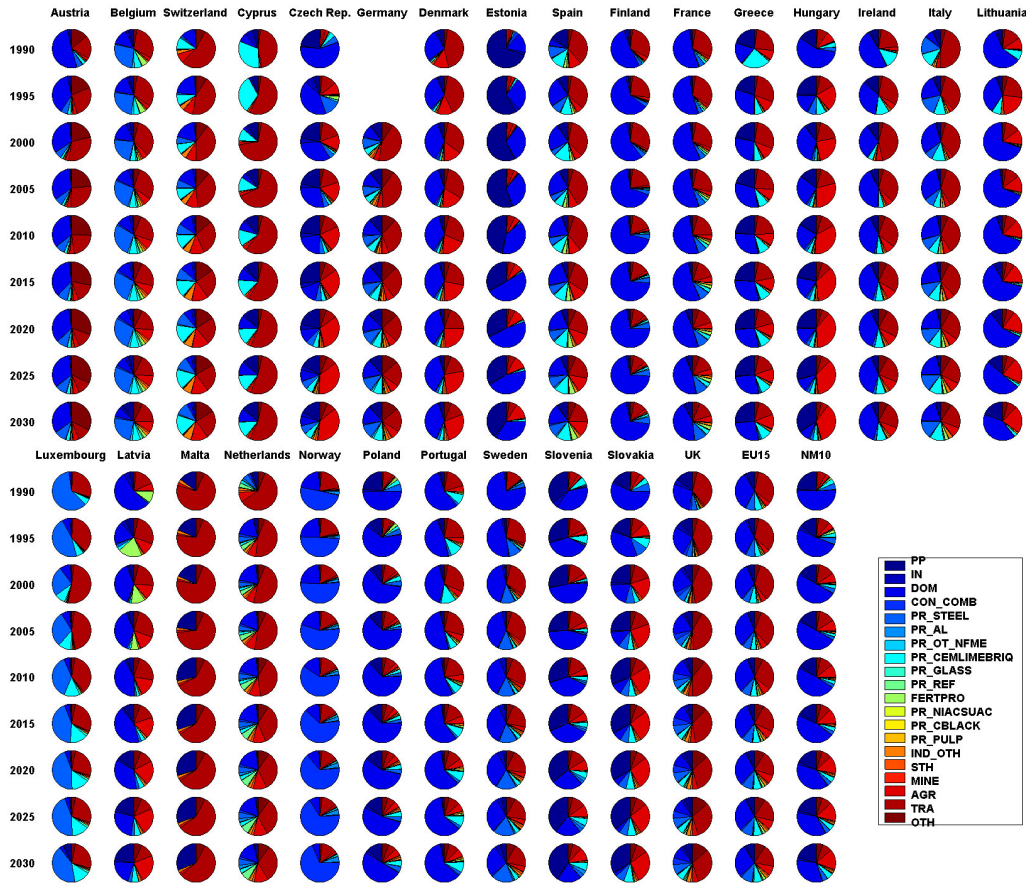 Austria Belgium Switzerland Cyprus Czech Rep. Germany Denmark Estonia Spain Finland France Greece Hungary Ireland Italy Lithuania
1990
1995
2000
2005
2010
2015
2020
2025
2030
Luxembourg Latvia Malta Netherlands Norway Poland Portugal Sweden Slovenia Slovakia UK EU15 NM10
1990
1995
2000
2005
2010
2015
2020
2025
2030
PP
IN
DOM
CON_COMB
PR_STEEL
PR_AL
PR_OT_NFME
PR_CEMLIMEBRIQ
PR_GLASS
PR_REF
FERTPRO
PR_NIACSUAC
PR_CBLACK
PR_PULP
IND_OTH
STH
MINE
AGR
TRA
OTH